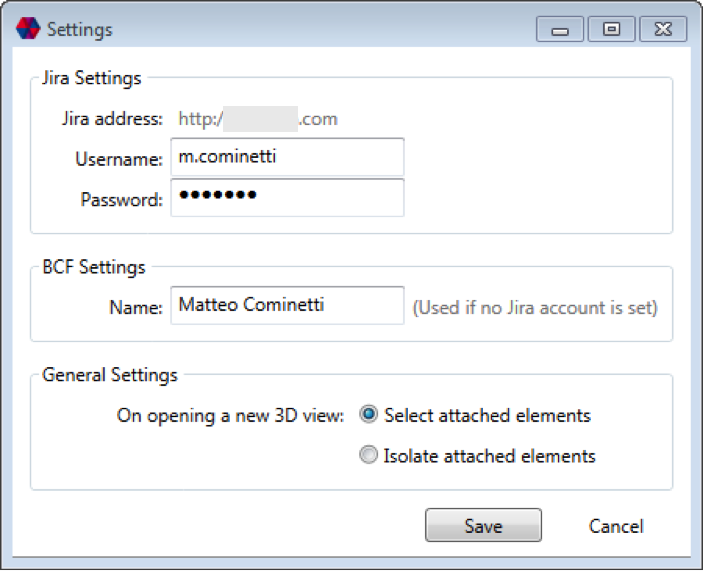 Settings
Jira Settings
Jira address: http:/ .com
Username: m.cominetti
Password: •••••••
BCF Settings
Name: Matteo Cominetti (Used if no Jira account is set)
General Settings
On opening a new 3D view: Select attached elements
Isolate attached elements
Save Cancel